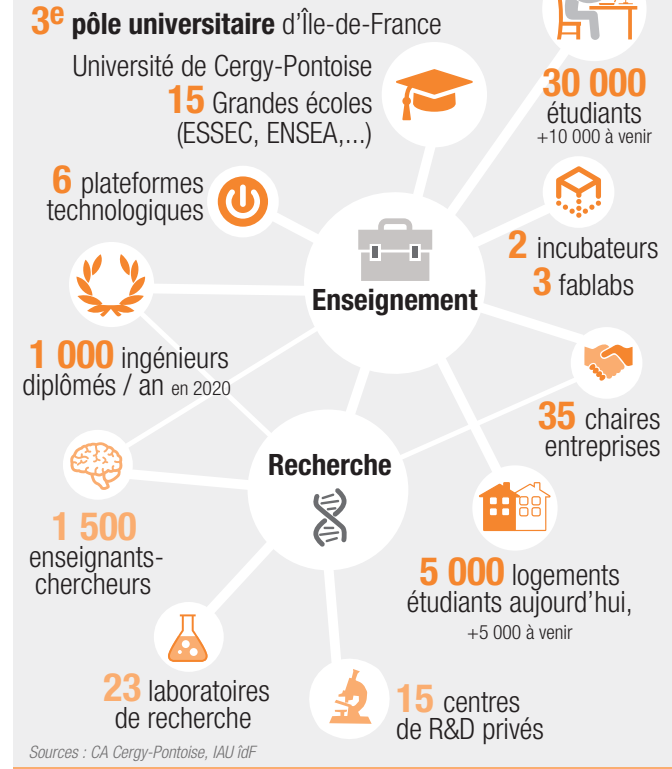 3e pôle universitaire d'Île-de-France
Université de Cergy-Pontoise
15 Grandes écoles
(ESSEC, ENSEA,...)
30 000
étudiants
+10 000 à venir
6 plateformes
technologiques
2 incubateurs
3 fablabs
Enseignement
1 000 ingénieurs
diplômés / an en 2020
35 chaires
entreprises
Recherche
1 500
enseignants-
chercheurs
5 000 logements
étudiants aujourd'hui,
+5 000 à venir
23 laboratoires
de recherche
15 centres
de R&D privés
Sources : CA Cergy-Pontoise, IAU îdF